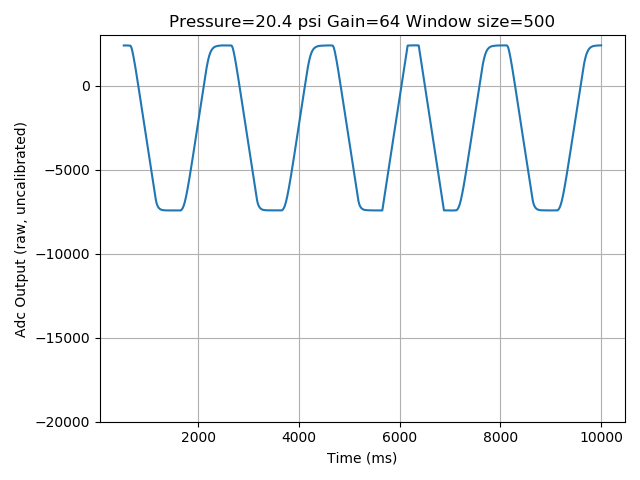 Pressure=20.4 psi Gain=64 Window size=500
Adc Output (raw, uncalibrated)
0
−5000
−10000
−15000
−20000
2000 4000 6000 8000 10000
Time (ms)